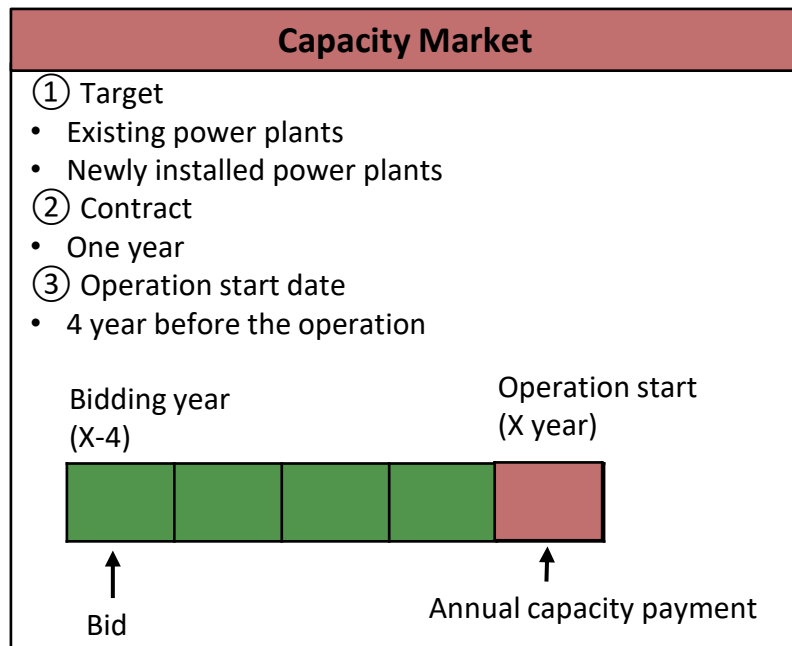 Capacity Market
① Target
• Existing power plants
• Newly installed power plants
② Contract
• One year
③ Operation start date
• 4 year before the operation
Bidding year
(X-4)
Operation start
(X year)
Bid
Annual capacity payment